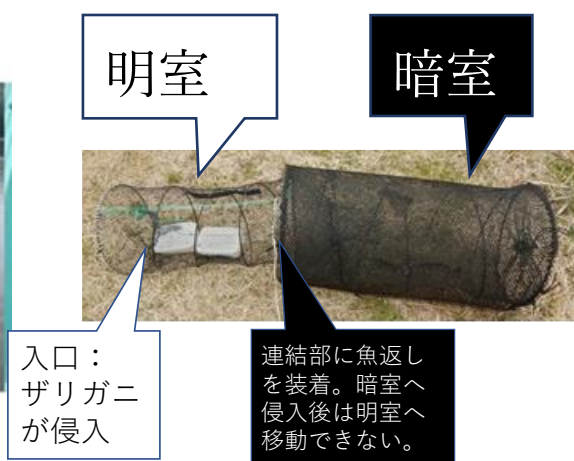 明室
暗室
入口：
ザリガニ
が侵入
連結部に魚返し
を装着。暗室へ
侵入後は明室へ
移動できない。